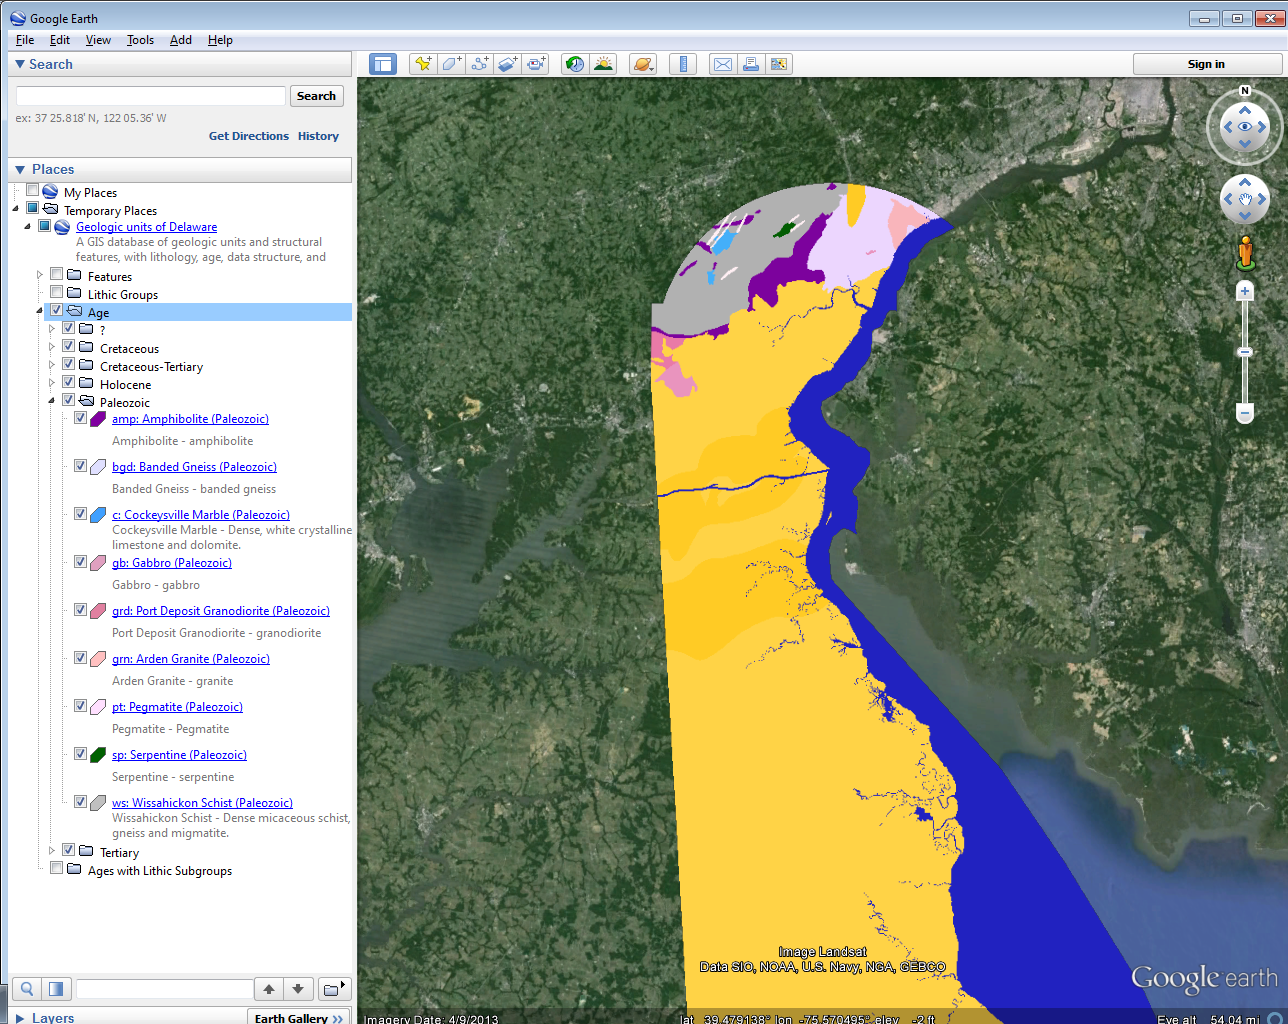 Google Earth
File Edit View Tools Add Help
Search
Search
ex: 37 25.818' N, 122 05.36' W
Get Directions History
Places
My Places
Temporary Places
Geologic units of Delaware
A GIS database of geologic units and structural
features, with lithology, age, data structure, and
Features
Lithic Groups
Age
?
Cretaceous
Cretaceous-Tertiary
Holocene
Paleozoic
amp: Amphibolite (Paleozoic)
Amphibolite - amphibolite
bgd: Banded Gneiss (Paleozoic)
Banded Gneiss - banded gneiss
c: Cockeysville Marble (Paleozoic)
Cockeysville Marble - Dense, white crystalline
limestone and dolomite.
gb: Gabbro (Paleozoic)
Gabbro - gabbro
grd: Port Deposit Granodiorite (Paleozoic)
Port Deposit Granodiorite - granodiorite
grn: Arden Granite (Paleozoic)
Arden Granite - granite
pt: Pegmatite (Paleozoic)
Pegmatite - Pegmatite
sp: Serpentine (Paleozoic)
Serpentine - serpentine
ws: Wissahickon Schist (Paleozoic)
Wissahickon Schist - Dense micaceous schist,
gneiss and migmatite.
Tertiary
Ages with Lithic Subgroups
Layers
Earth Gallery »
Sign in
N
Image Landsat
Data SIO, NOAA, U.S. Navy, NGA, GEBCO
Google earth
Imagery Date: 4/9/2013 lat 39.479138° lon -75.570495° elev -2 ft Eye alt 54.04 mi